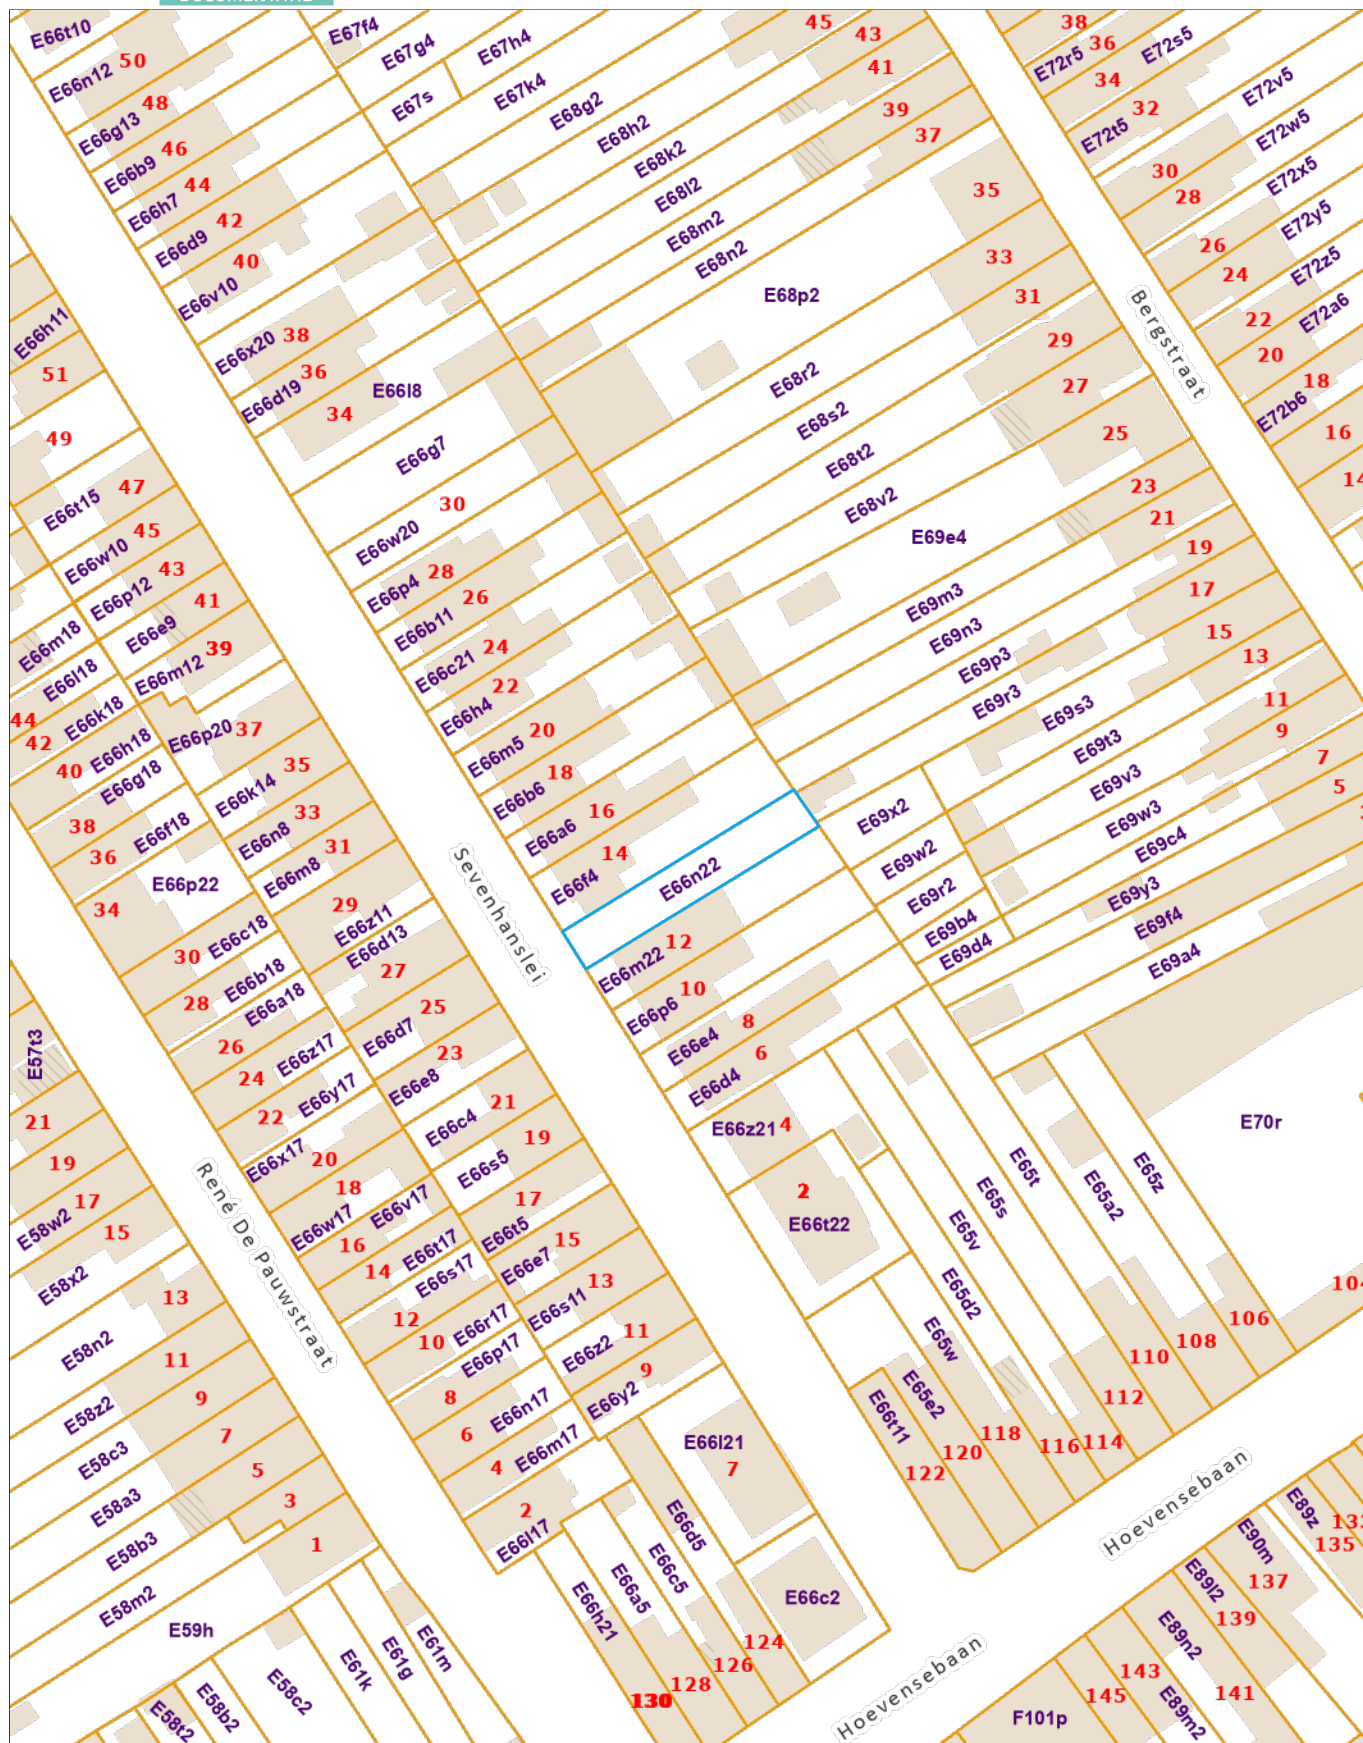 E66t10
50
E66n12
48
E66g13
46
E66b9
44
E66h7
42
E66d9
40
E66v10
E67f4
E67g4
E67h4
E67s
E67k4
E68g2
E68h2
E68k2
E68l2
E68m2
E68n2
E68p2
45
43
41
39
37
35
33
31
29
27
25
23
21
19
17
15
13
11
9
7
5
38
36
E72r5
E72s5
34
32
E72t5
E72v5
E72w5
30
28
E72x5
26
E72y5
24
E72z5
22
E72a6
20
18
E72b6
16
14
Bergstraat
E66h11
51
49
E66x20
38
36
E66d19
34
E66l8
E66g7
30
E66w20
E66p4
28
26
E66b11
24
E66c21
22
E66h4
20
E66m5
18
E66b6
16
E66a6
14
E66f4
E66n22
12
E66m22
10
E66p6
8
E66e4
6
E66d4
E66z21
4
2
E66t22
E68r2
E68s2
E68t2
E68v2
E69e4
E69m3
E69n3
E69p3
E69r3
E69s3
E69t3
E69v3
E69w3
E69c4
E69y3
E69f4
E69a4
E69x2
E69w2
E69r2
E69b4
E69d4
E70r
47
E66t15
45
E66w10
43
E66p12
41
E66e9
39
E66m12
E66m18
E66l18
44
E66k18
42
E66h18
40
E66g18
38
E66f18
36
E66p20
37
35
E66k14
33
E66n8
31
E66m8
E66p22
34
29
E66z11
E66d13
27
30
E66c18
28
E66b18
E66a18
25
E66d7
23
E66e8
26
E66z17
24
E66y17
22
21
E66c4
19
E66s5
17
E66t5
15
E66e7
13
E66s11
11
E66z2
9
E66y2
E66x17
20
18
E66w17
E66v17
16
E66t17
14
E66s17
12
E66r17
10
E66p17
8
E66n17
6
E66m17
4
2
E66l17
Sevenhanslei
René De Pauwstraat
E57t3
21
19
17
E58w2
15
E58x2
13
E58n2
11
9
E58z2
7
E58c3
5
E58a3
3
E58b3
1
E58m2
E59h
E58t2
E58b2
E58c2
E61k
E61g
E61m
E66l21
7
E66d5
E66c5
E66a5
E66h21
E66c2
124
126
128
130
E65t
E65s
E65v
E65d2
E65w
E65e2
E66t11
E65a2
E65z
104
106
108
110
112
114
116
118
120
122
Hoevensebaan
Hoevensebaan
E89z
135
E90m
137
E89l2
139
E89n2
141
143
E89m2
145
F101p